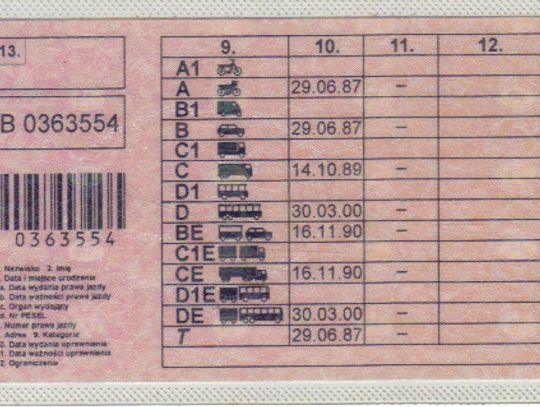 13.
B 0363554
0363554
Nazwisko 2. Imię
Data i miejsce urodzenia
a. Data wydania prawa jazdy
b. Data ważności prawa jazdy
c. Organ wydający
d. Nr PESEL
Numer prawa jazdy
Adres 9. Kategorie
0. Data wydania uprawnienia
1. Data ważności uprawnienia
2. Ograniczenia
9. 10. 11. 12.
A1
A 29.06.87 –
B1
B 29.06.87 –
C1
C 14.10.89 –
D1
D 30.03.00 –
BE 16.11.90 –
C1E
CE 16.11.90 –
D1E
DE 30.03.00 –
T 29.06.87 –